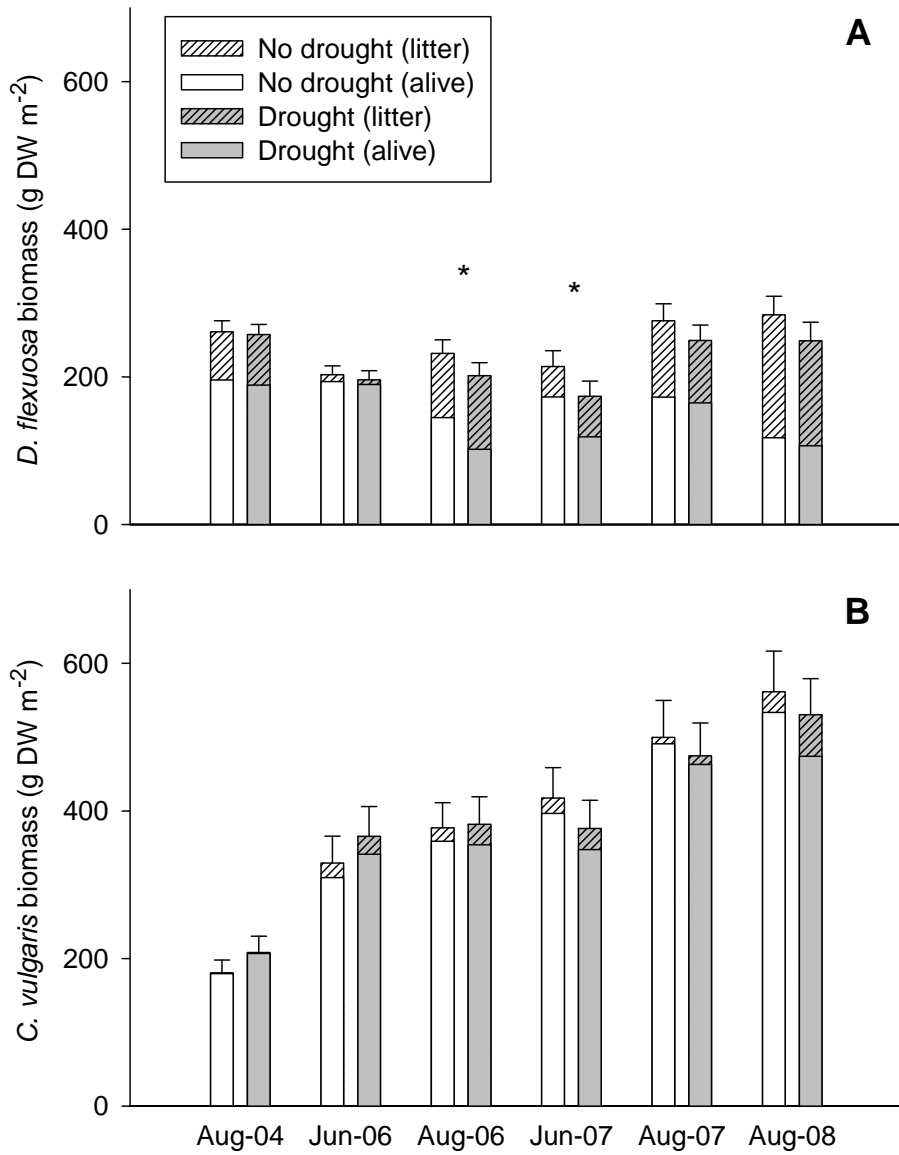 A
No drought (litter)
No drought (alive)
Drought (litter)
Drought (alive)
D. flexuosa biomass (g DW m-2)
600
400
200
0
*
*
B
C. vulgaris biomass (g DW m-2)
600
400
200
0
Aug-04 Jun-06 Aug-06 Jun-07 Aug-07 Aug-08